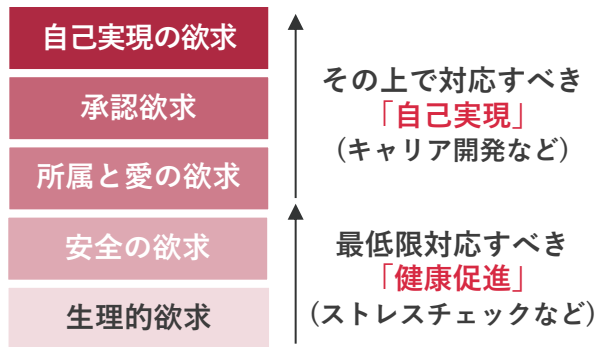 自己実現の欲求
承認欲求
所属と愛の欲求
安全の欲求
生理的欲求
その上で対応すべき
「自己実現」
（キャリア開発など）
最低限対応すべき
「健康促進」
（ストレスチェックなど）